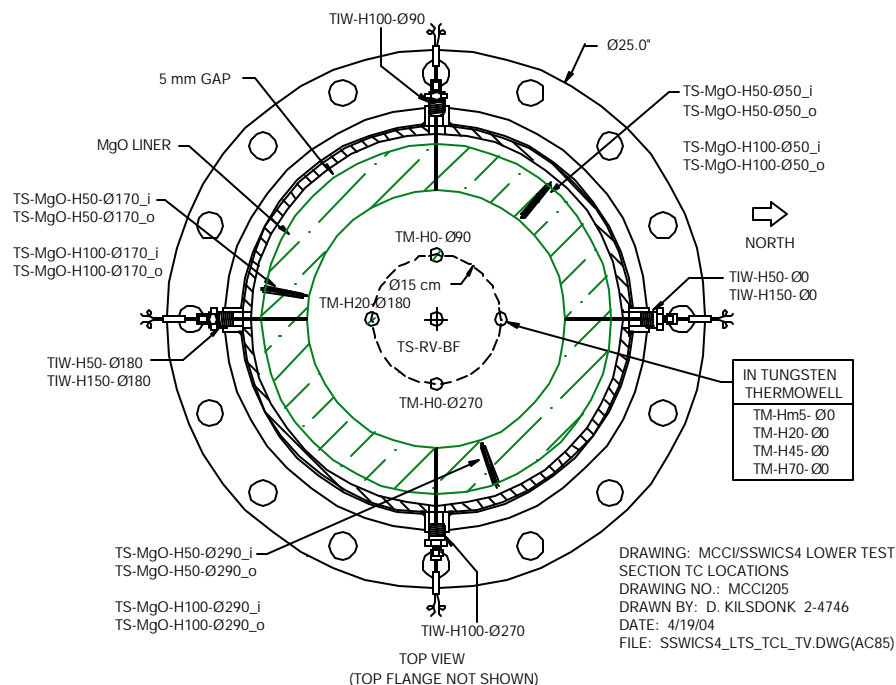 TIW-H100-Ø90
Ø25.0"
5 mm GAP
TS-MgO-H50-Ø50_i
TS-MgO-H50-Ø50_o
TS-MgO-H100-Ø50_i
TS-MgO-H100-Ø50_o
MgO LINER
TS-MgO-H50-Ø170_i
TS-MgO-H50-Ø170_o
TS-MgO-H100-Ø170_i
TS-MgO-H100-Ø170_o
NORTH
TM-H0-Ø90
Ø15 cm
TM-H20-Ø180
TS-RV-BF
TM-H0-Ø270
TIW-H50-Ø0
TIW-H150-Ø0
TIW-H50-Ø180
TIW-H150-Ø180
IN TUNGSTEN
THERMOWELL
TM-Hm5-Ø0
TM-H20-Ø0
TM-H45-Ø0
TM-H70-Ø0
TS-MgO-H50-Ø290_i
TS-MgO-H50-Ø290_o
TS-MgO-H100-Ø290_i
TS-MgO-H100-Ø290_o
TIW-H100-Ø270
TOP VIEW
(TOP FLANGE NOT SHOWN)
DRAWING: MCCI/SSWICS4 LOWER TEST
SECTION TC LOCATIONS
DRAWING NO.: MCCI205
DRAWN BY: D. KILSDONK 2-4746
DATE: 4/19/04
FILE: SSWICS4_LTS_TCL_TV.DWG(AC85)